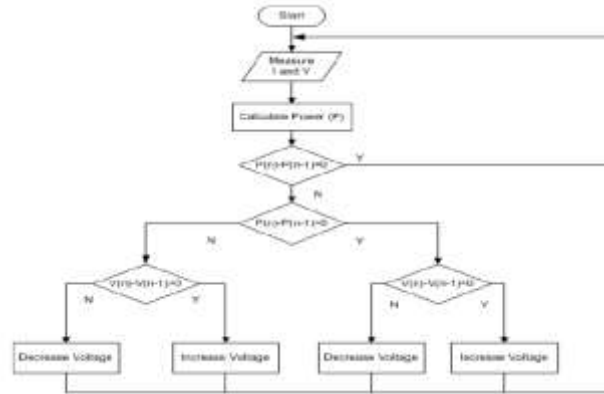 Start
Measure
I and V
Calculate Power (P)
P(n)-P(n-1)=0
Y
N
P(n)-P(n-1)>0
N
Y
V(n)-V(n-1)>0
V(n)-V(n-1)>0
N
Y
N
Y
Decrease Voltage
Increase Voltage
Decrease Voltage
Increase Voltage